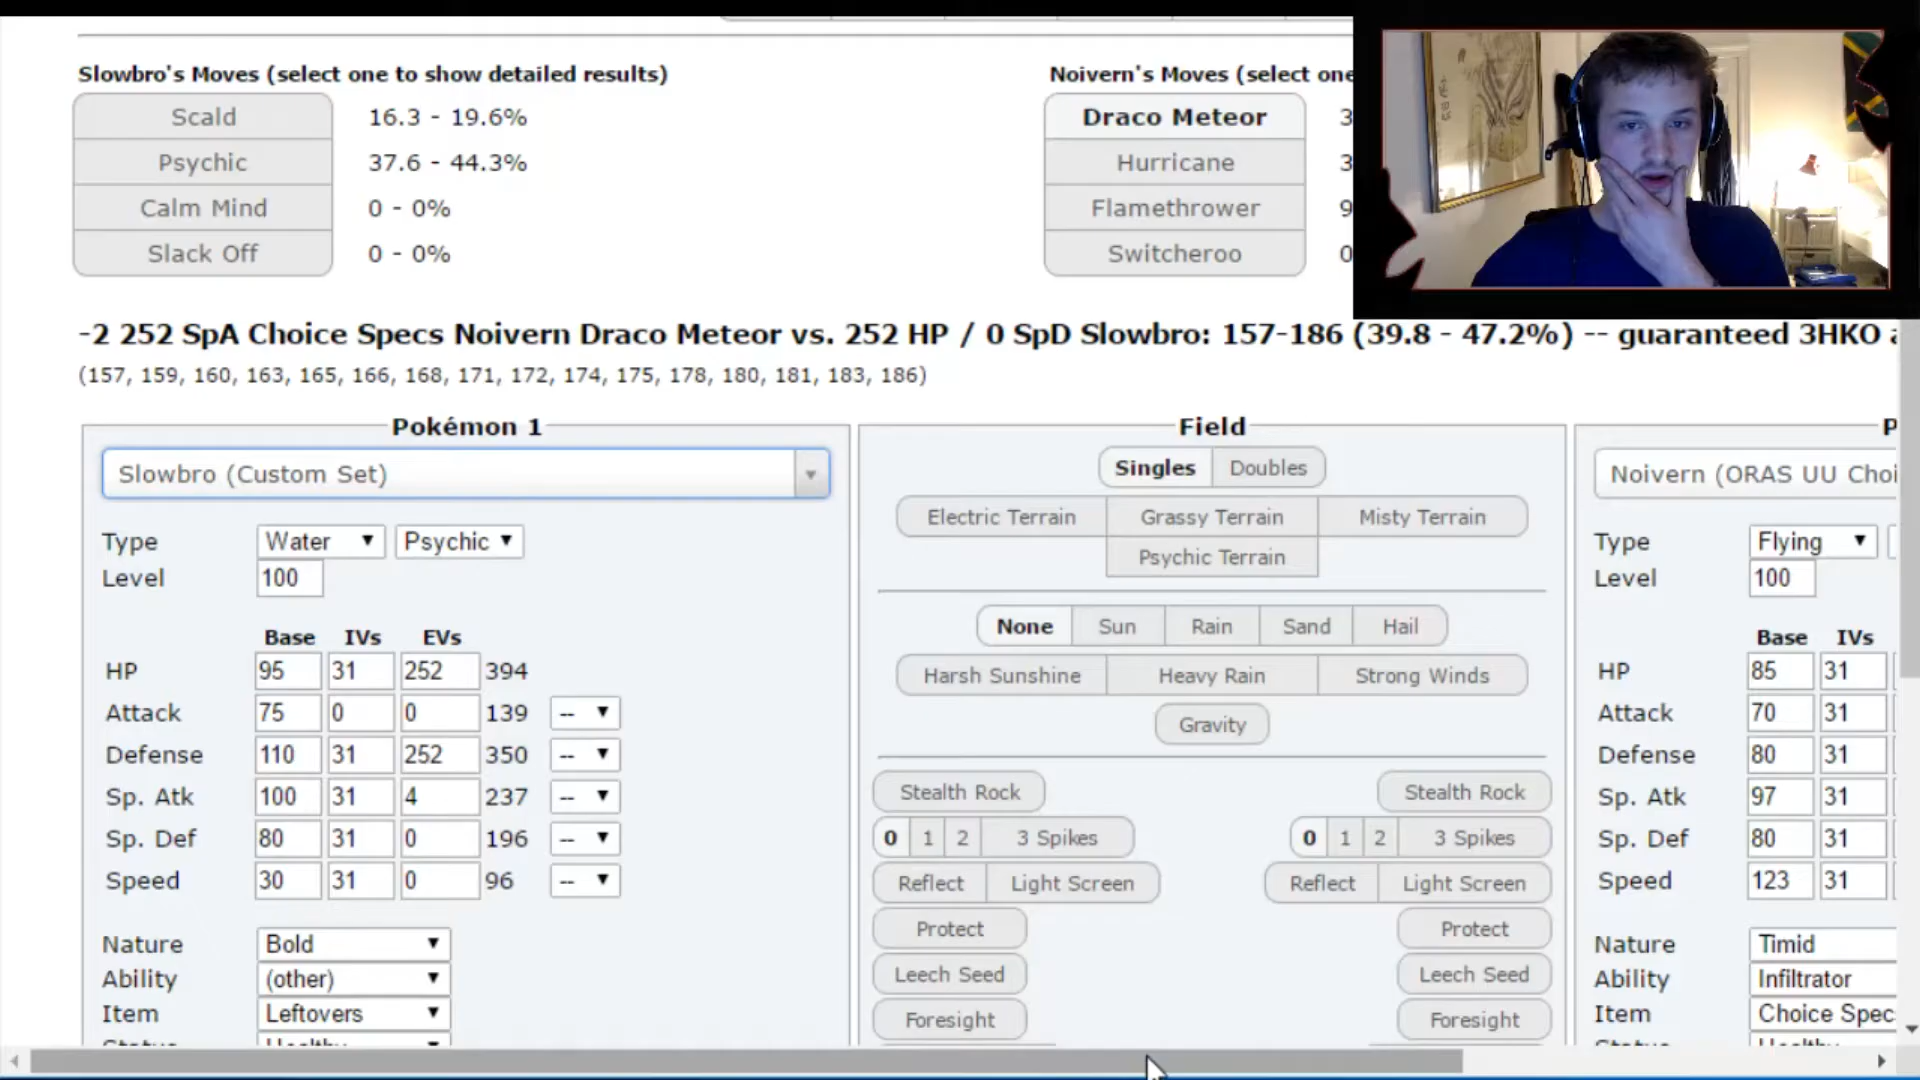 Slowbro's Moves (select one to show detailed results)
Noivern's Moves (select one
Scald 16.3 - 19.6%
Draco Meteor 3
Psychic 37.6 - 44.3%
Hurricane 3
Calm Mind 0 - 0%
Flamethrower 9
Slack Off 0 - 0%
Switcheroo 0
-2 252 SpA Choice Specs Noivern Draco Meteor vs. 252 HP / 0 SpD Slowbro: 157-186 (39.8 - 47.2%) -- guaranteed 3HKO
(157, 159, 160, 163, 165, 166, 168, 171, 172, 174, 175, 178, 180, 181, 183, 186)
Pokémon 1
Slowbro (Custom Set)
Type Water Psychic
Level 100
Base IVs EVs
HP 95 31 252 394
Attack 75 0 0 139 --
Defense 110 31 252 350 --
Sp. Atk 100 31 4 237 --
Sp. Def 80 31 0 196 --
Speed 30 31 0 96 --
Nature Bold
Ability (other)
Item Leftovers
Field
Singles Doubles
Electric Terrain Grassy Terrain Misty Terrain
Psychic Terrain
None Sun Rain Sand Hail
Harsh Sunshine Heavy Rain Strong Winds
Gravity
Stealth Rock Stealth Rock
0 1 2 3 Spikes 0 1 2 3 Spikes
Reflect Light Screen Reflect Light Screen
Protect Protect
Leech Seed Leech Seed
Foresight Foresight
P
Noivern (ORAS UU Choi
Type Flying
Level 100
Base IVs
HP 85 31
Attack 70 31
Defense 80 31
Sp. Atk 97 31
Sp. Def 80 31
Speed 123 31
Nature Timid
Ability Infiltrator
Item Choice Spec